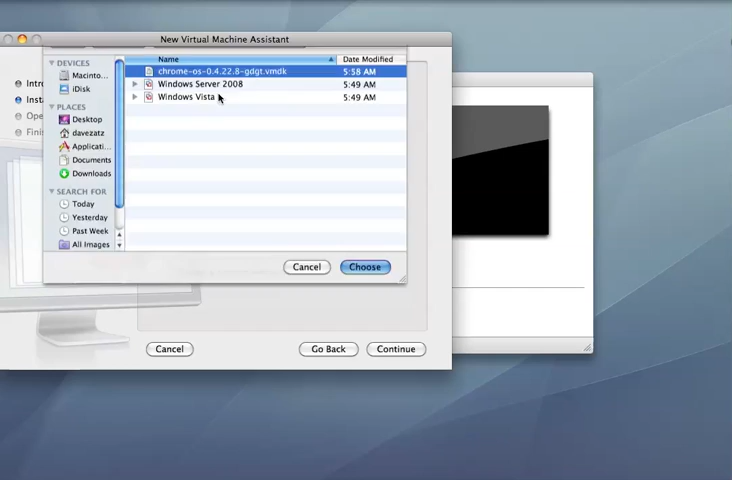 New Virtual Machine Assistant
Name Date Modified
DEVICES
Macinto...
iDisk
PLACES
Desktop
davezatz
Applicati...
Documents
Downloads
SEARCH FOR
Today
Yesterday
Past Week
All Images
chrome-os-0.4.22.8-gdgt.vmdk 5:58 AM
Windows Server 2008 5:49 AM
Windows Vista 5:49 AM
Cancel Choose
Intro
Insta
Ope
Finis
Cancel Go Back Continue